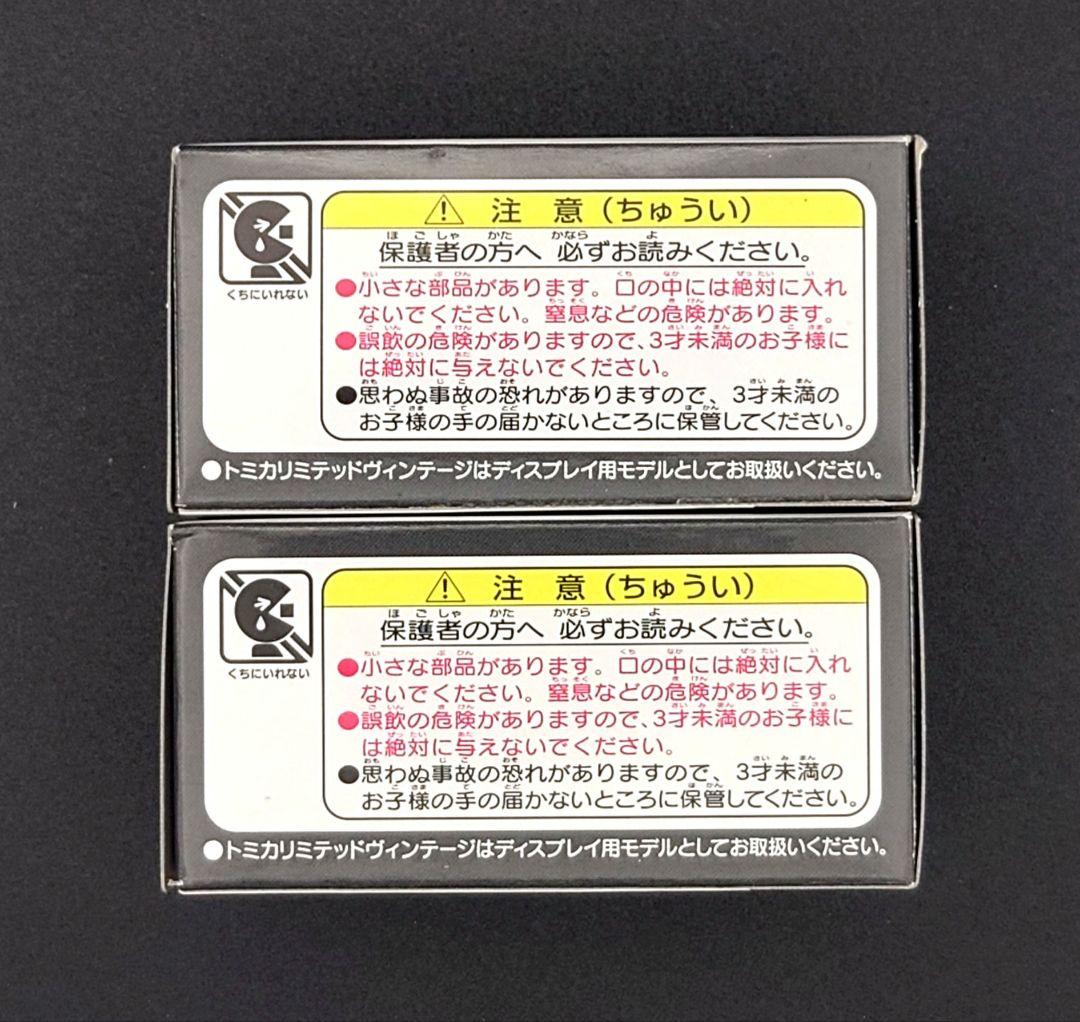 ⚠ 注意(ちゅうい)
保護者の方へ 必ずお読みください。
●小さな部品があります。口の中には絶対に入れ
ないでください。窒息などの危険があります。
●誤飲の危険がありますので、3才未満のお子様に
は絶対に与えないでください。
●思わぬ事故の恐れがありますので、3才未満の
お子様の手の届かないところに保管してください。
くちにいれない
●トミカリミテッドヴィンテージはディスプレイ用モデルとしてお取扱いください。
⚠ 注意(ちゅうい)
保護者の方へ 必ずお読みください。
●小さな部品があります。口の中には絶対に入れ
ないでください。窒息などの危険があります。
●誤飲の危険がありますので、3才未満のお子様に
は絶対に与えないでください。
●思わぬ事故の恐れがありますので、3才未満の
お子様の手の届かないところに保管してください。
くちにいれない
●トミカリミテッドヴィンテージはディスプレイ用モデルとしてお取扱いください。